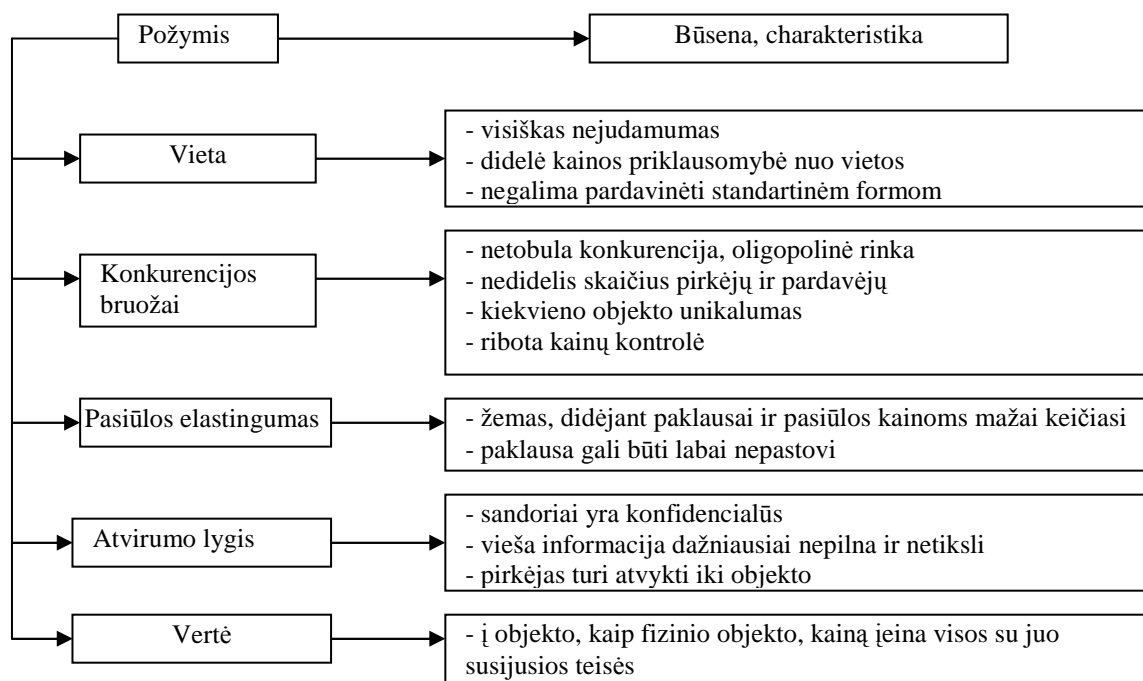 Požymis
Būsena, charakteristika
Vieta
- visiškas nejudamumas
- didelė kainos priklausomybė nuo vietos
- negalima pardavinėti standartinėm formom
Konkurencijos
bruožai
- netobula konkurencija, oligopolinė rinka
- nedidelis skaičius pirkėjų ir pardavėjų
- kiekvieno objekto unikalumas
- ribota kainų kontrolė
Pasiūlos elastingumas
- žemas, didėjant paklausai ir pasiūlos kainoms mažai keičiasi
- paklausa gali būti labai nepastovi
Atvirumo lygis
- sandoriai yra konfidencialūs
- vieša informacija dažniausiai nepilna ir netiksli
- pirkėjas turi atvykti iki objekto
Vertė
- į objekto, kaip fizinio objekto, kainą įeina visos su juo
susijusios teisės